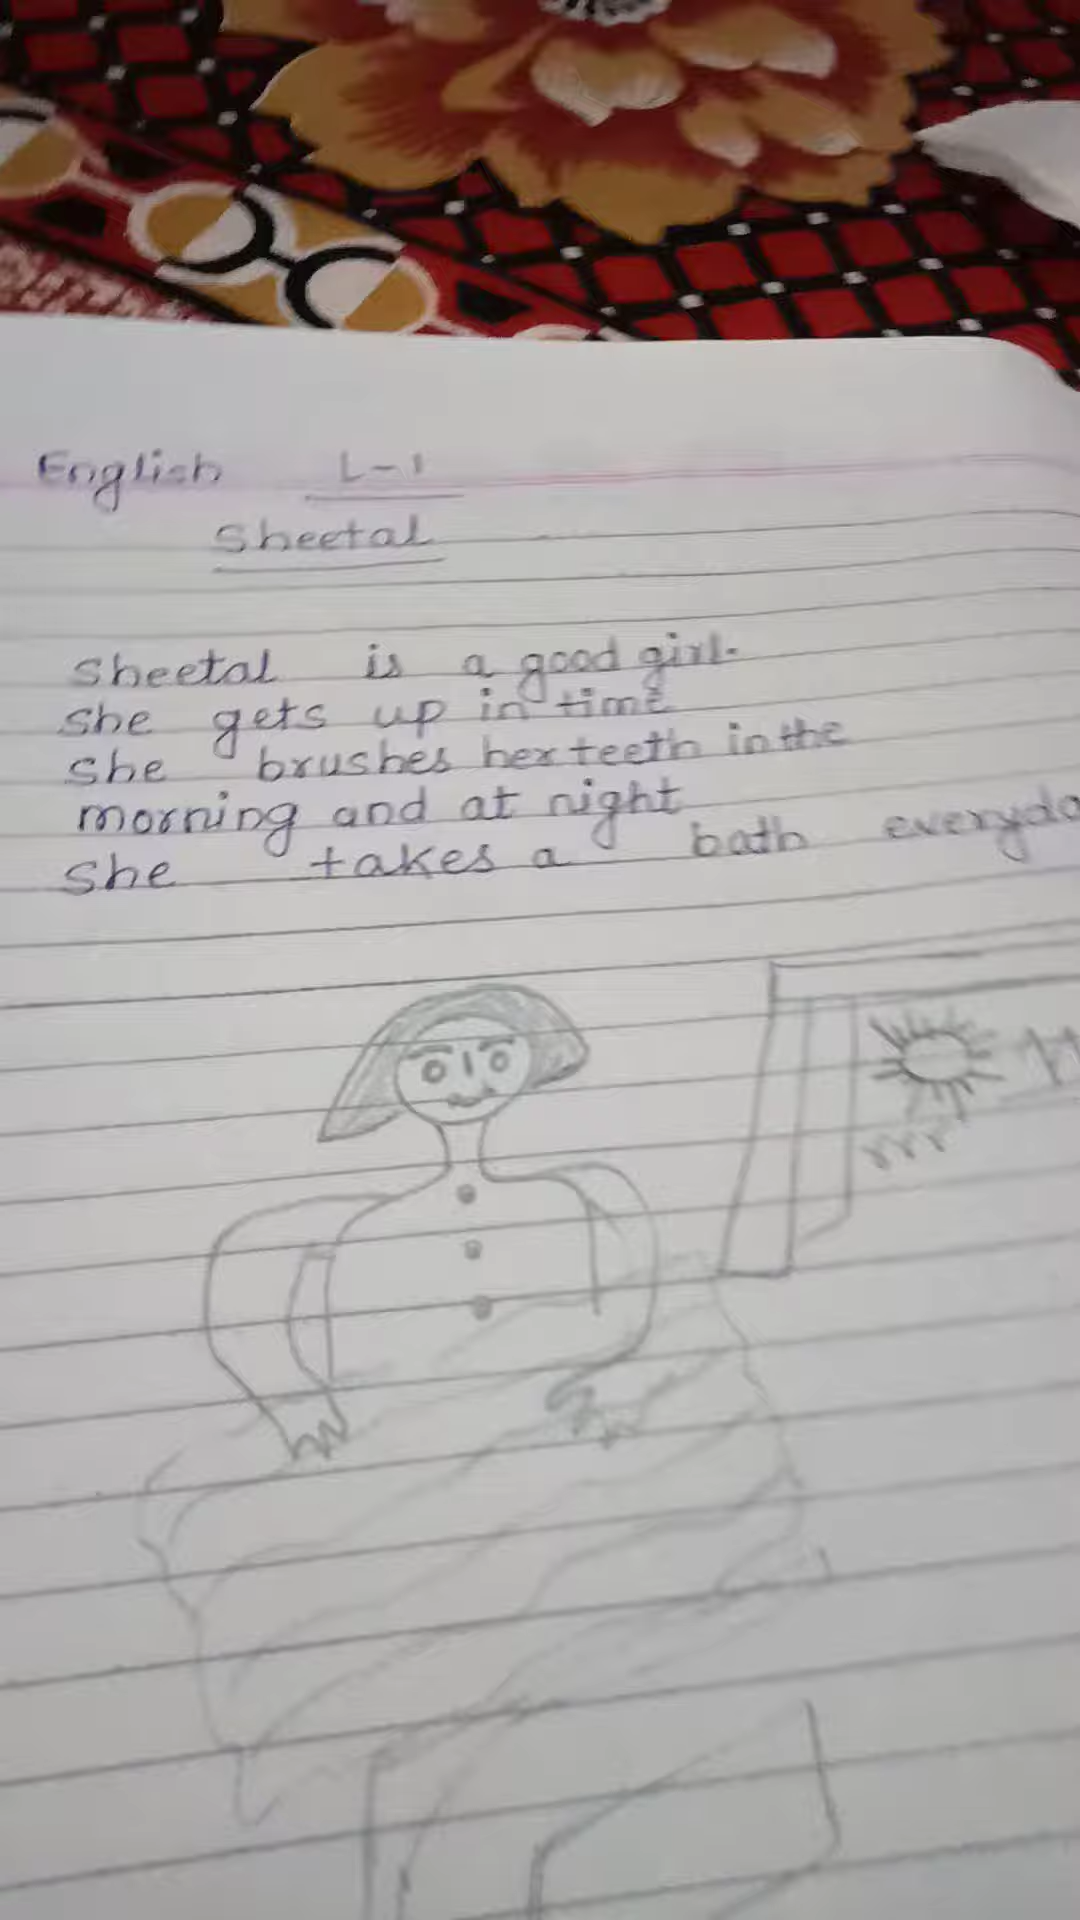 English L-1
Sheetal
Sheetal is a good girl.
she gets up in time
she brushes her teeth in the
morning and at night
she takes a bath everyda